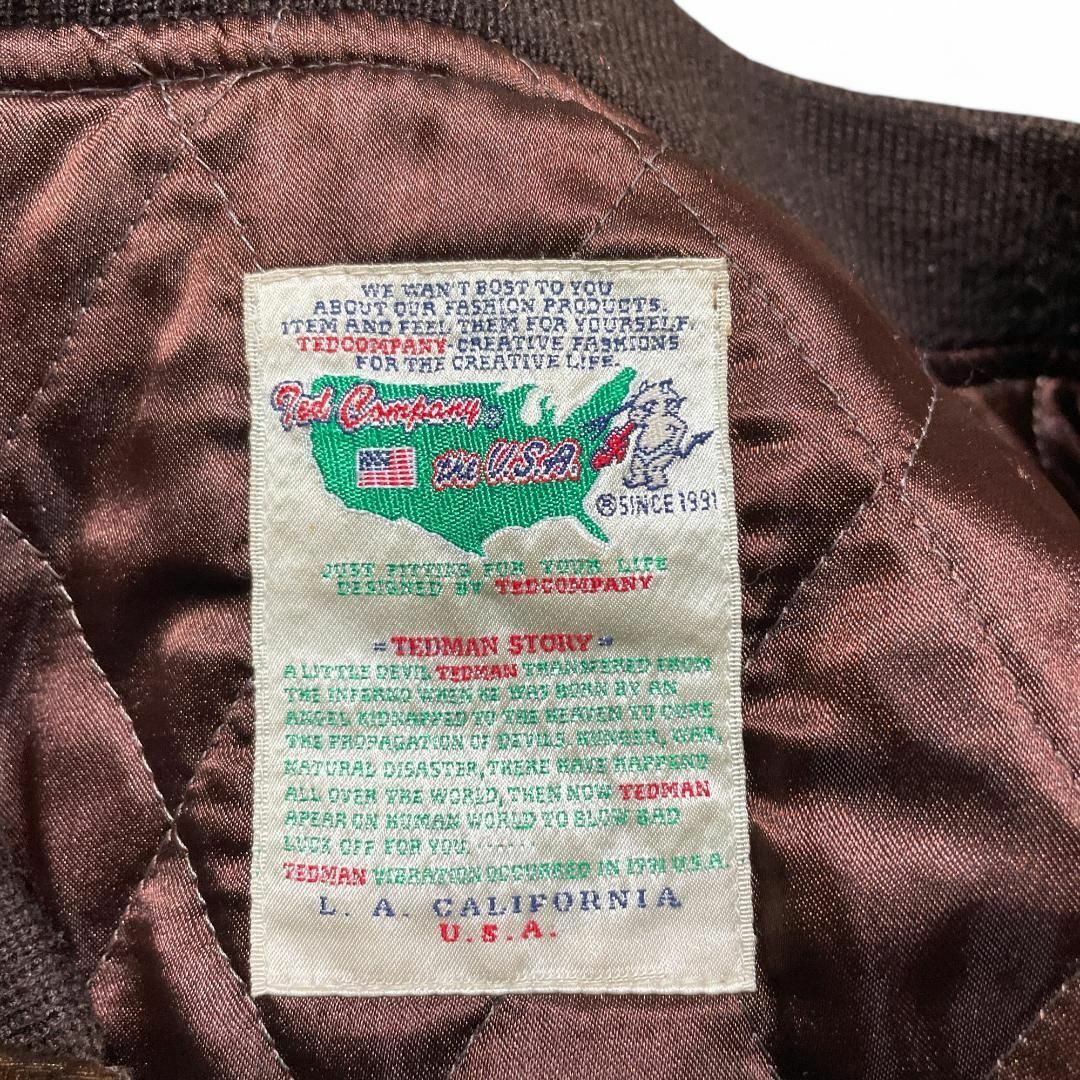 WE WAN'T BOST TO YOU
ABOUT OUR FASHION PRODUCTS.
ITEM AND FEEL THEM FOR YOURSELF.
TEDCOMPANY-CREATIVE FASHIONS
FOR THE CREATIVE LIFE.
Ted Company ®
the U.S.A.
®SINCE 1991
JUST FITTING FOR YOUR LIFE
DESIGNED BY TEDCOMPANY
=TEDMAN STORY=
A LITTLE DEVIL TEDMAN TRANSFERED FROM
THE INFERNO WHEN HE WAS BORN BY AN
ANGEL KIDNAPPED TO THE HEAVEN TO CURE
THE PROPAGATION OF DEVILS. HUNGER, WAR,
NATURAL DISASTER, THERE HAVE HAPPEND
ALL OVER THE WORLD, THEN NOW TEDMAN
APEAR ON HUMAN WORLD TO BLOW BAD
LUCK OFF FOR YOU ......
TEDMAN VIBRATION OCCURRED IN 1991 U.S.A.
L. A. CALIFORNIA
U.S.A.